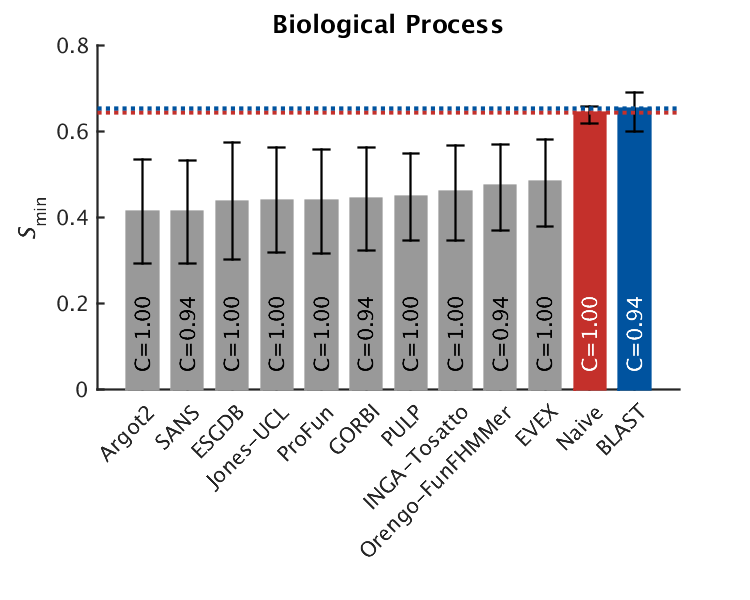 Biological Process
0.8
0.6
0.4
0.2
0
Smin
C=1.00
C=0.94
C=1.00
C=1.00
C=1.00
C=0.94
C=1.00
C=1.00
C=0.94
C=1.00
C=1.00
C=0.94
Argot2
SANS
ESGDB
Jones-UCL
ProFun
GORBI
PULP
INGA-Tosatto
Orengo-FunFHMMer
EVEX
Naive
BLAST